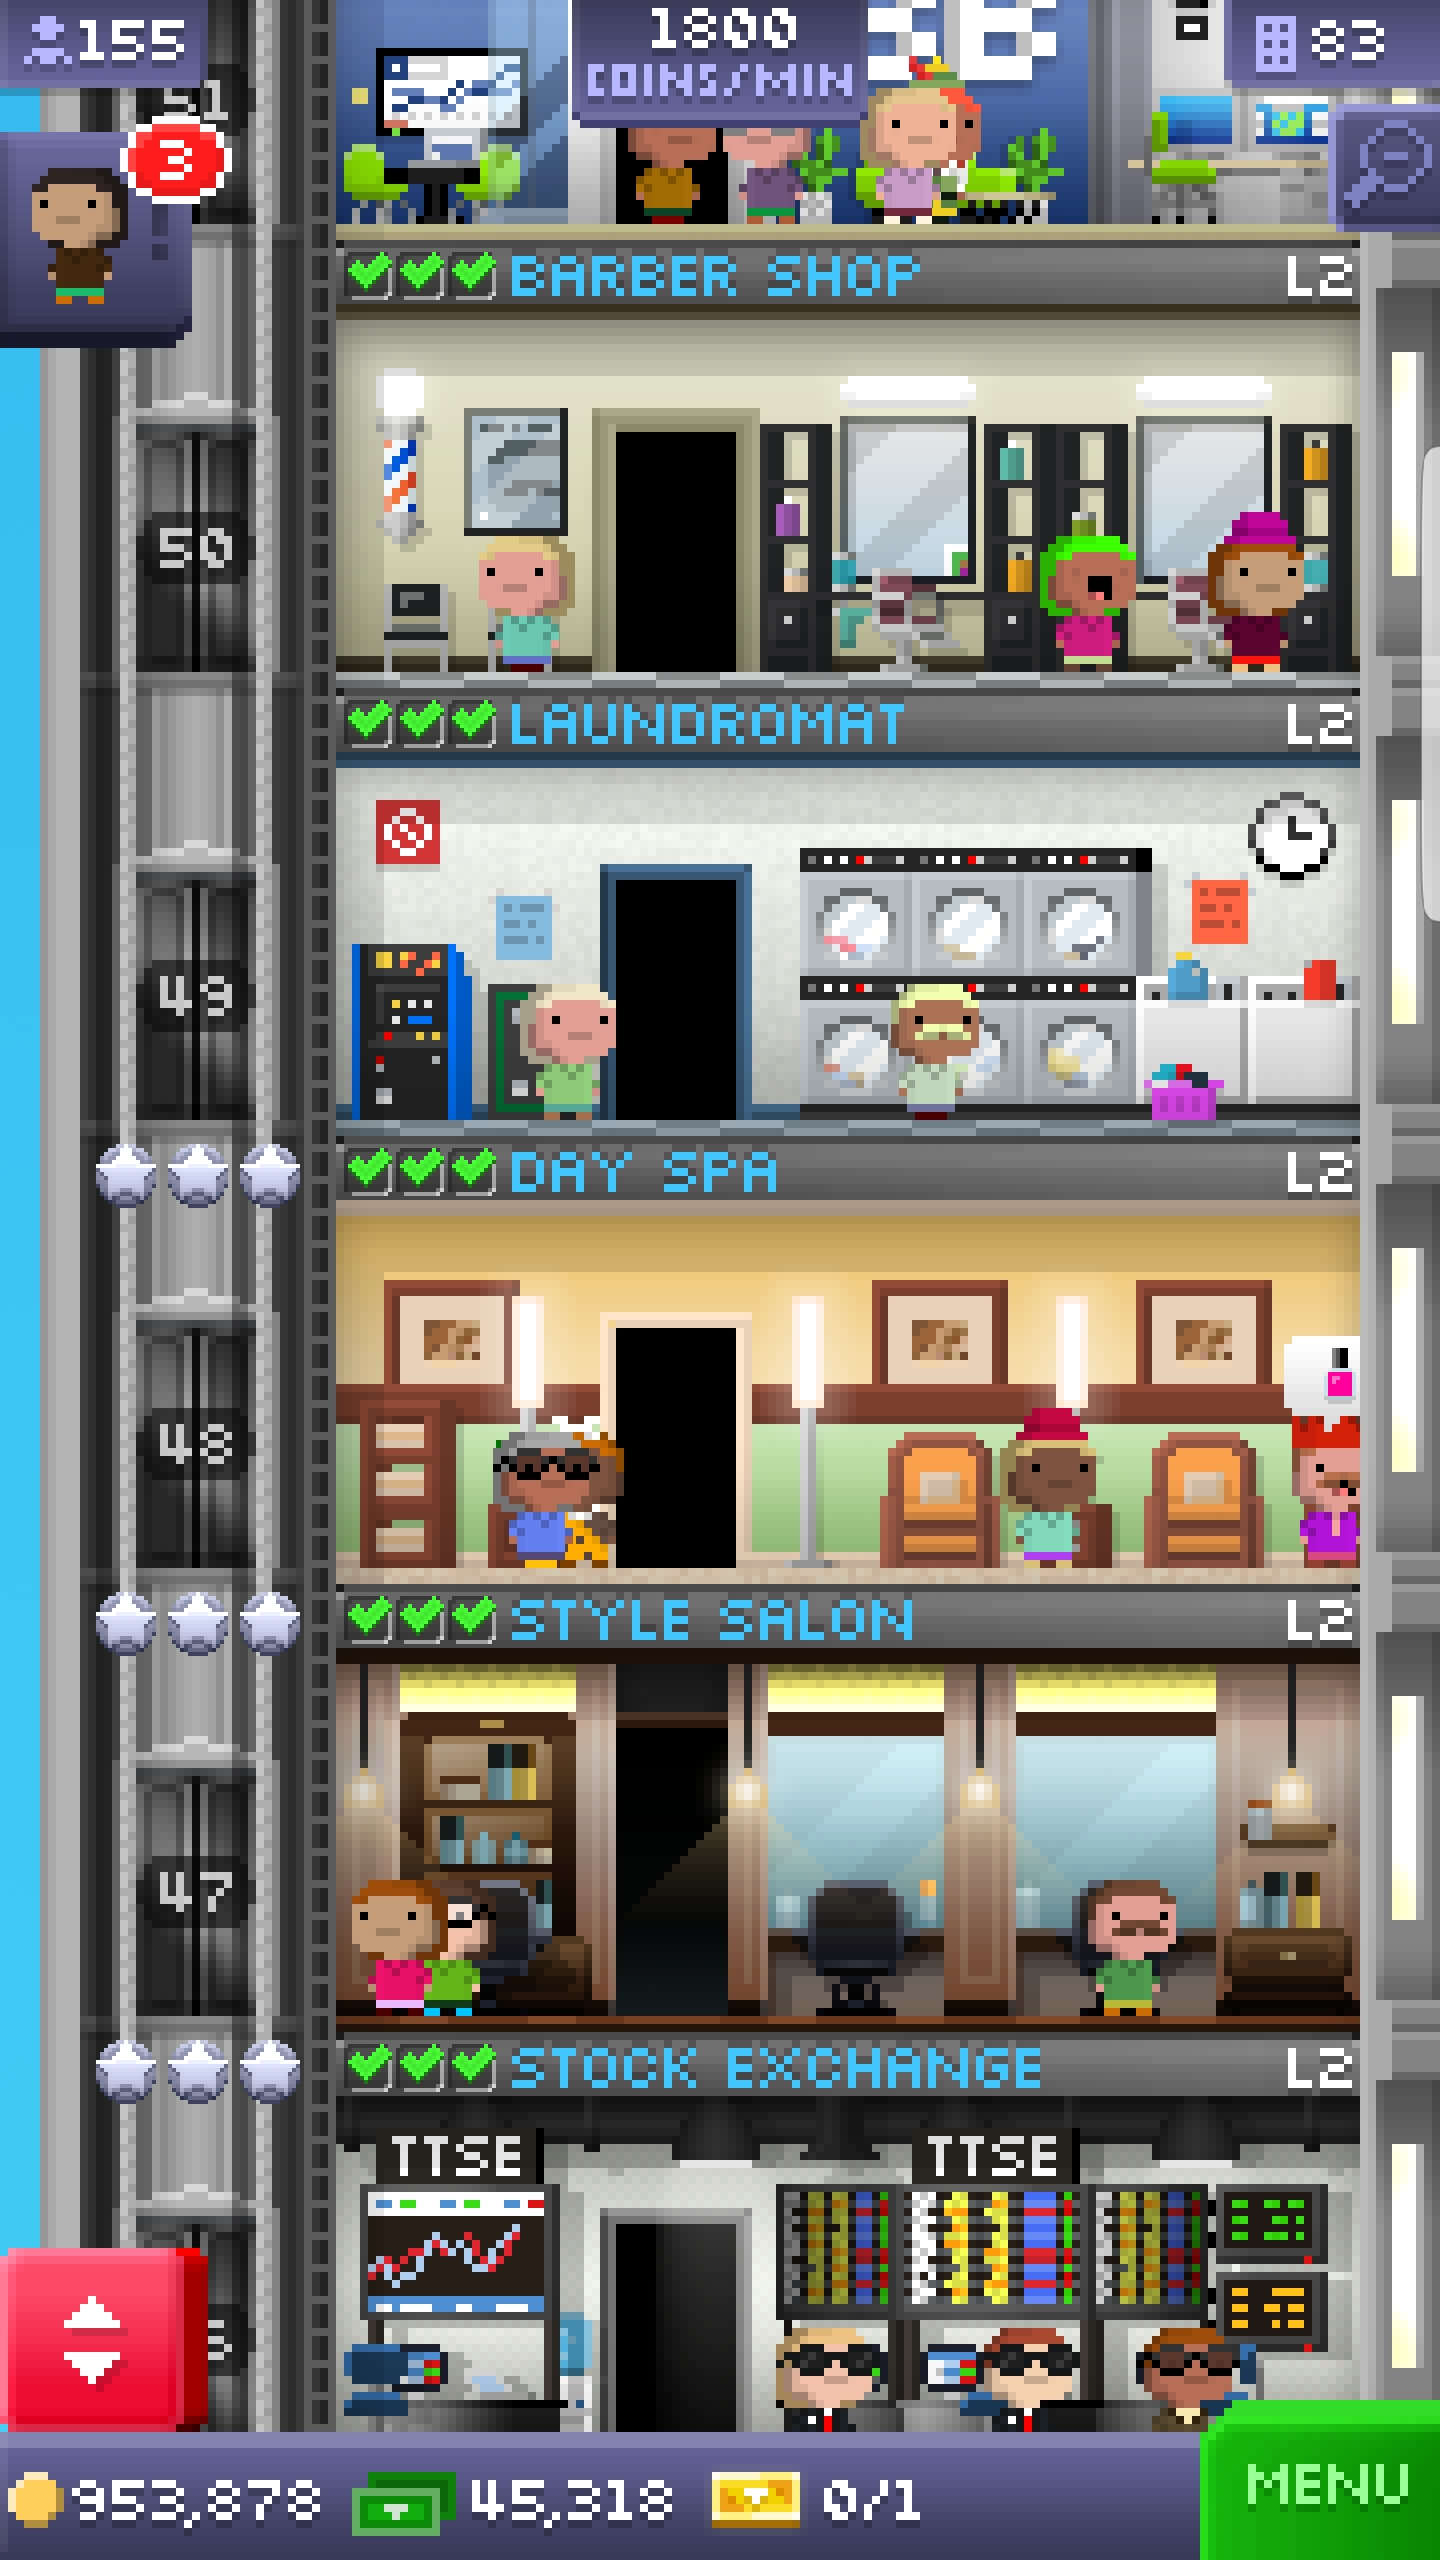 155
1800
COINS/MIN
83
51
3
BARBER SHOP
L2
50
LAUNDROMAT
L2
49
DAY SPA
L2
48
STYLE SALON
L2
47
STOCK EXCHANGE
L2
TTSE
TTSE
953,878
45,318
0/1
MENU